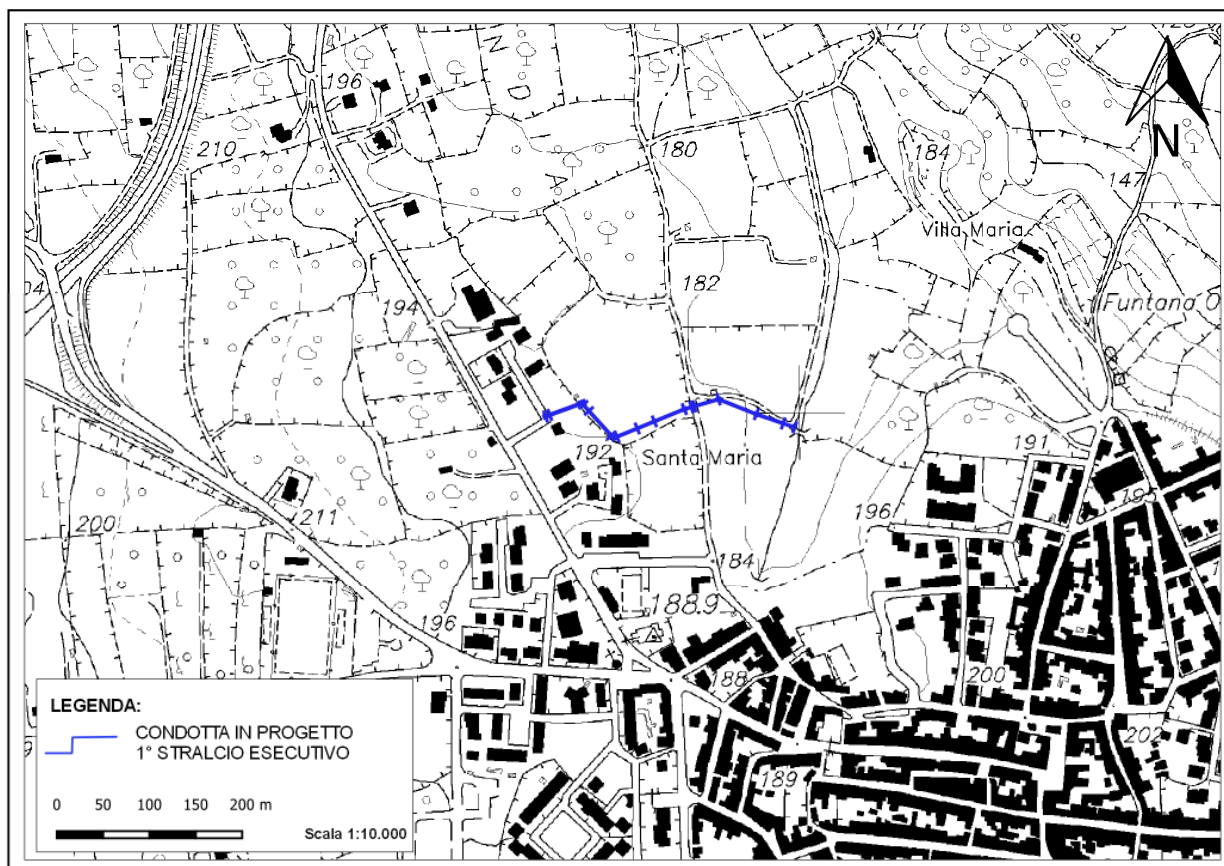 196
171
N
210
180
184
147
N
Villa Maria
182
194
Funtana O
192
Santa Maria
191
195
211
200
196
184
188.9
196
188
200
202
189
LEGENDA:
CONDOTTA IN PROGETTO
1° STRALCIO ESECUTIVO
0 50 100 150 200 m
Scala 1:10.000